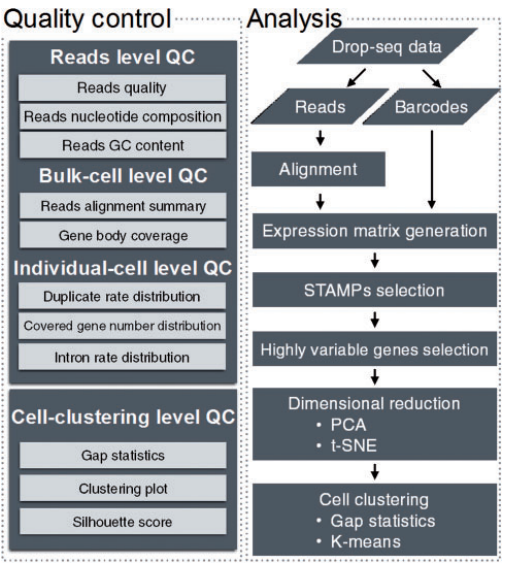 Quality control
Reads level QC
Reads quality
Reads nucleotide composition
Reads GC content
Bulk-cell level QC
Reads alignment summary
Gene body coverage
Individual-cell level QC
Duplicate rate distribution
Covered gene number distribution
Intron rate distribution
Cell-clustering level QC
Gap statistics
Clustering plot
Silhouette score
Analysis
Drop-seq data
Reads
Barcodes
Alignment
Expression matrix generation
STAMPs selection
Highly variable genes selection
Dimensional reduction
• PCA
• t-SNE
Cell clustering
• Gap statistics
• K-means